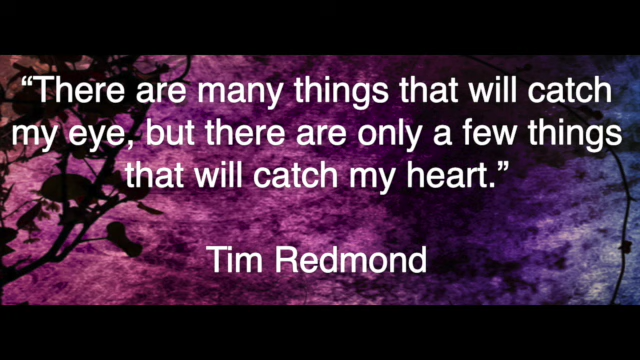 “There are many things that will catch
my eye, but there are only a few things
that will catch my heart.”
Tim Redmond